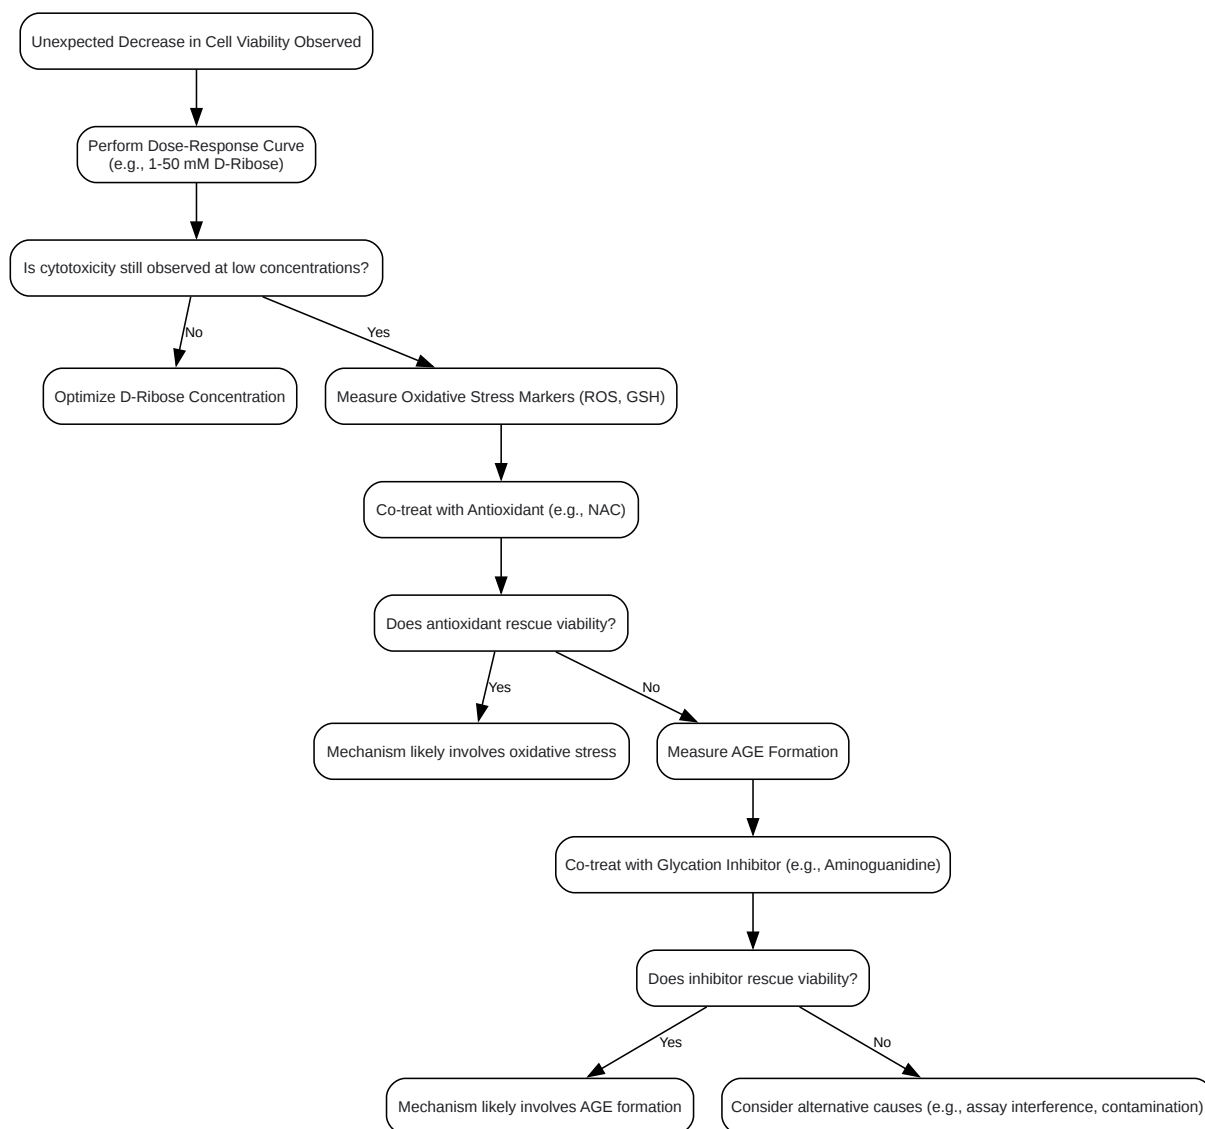 Unexpected Decrease in Cell Viability Observed
Perform Dose-Response Curve
(e.g., 1-50 mM D-Ribose)
Is cytotoxicity still observed at low concentrations?
No
Yes
Optimize D-Ribose Concentration
Measure Oxidative Stress Markers (ROS, GSH)
Co-treat with Antioxidant (e.g., NAC)
Does antioxidant rescue viability?
Yes
No
Mechanism likely involves oxidative stress
Measure AGE Formation
Co-treat with Glycation Inhibitor (e.g., Aminoguanidine)
Does inhibitor rescue viability?
Yes
No
Mechanism likely involves AGE formation
Consider alternative causes (e.g., assay interference, contamination)